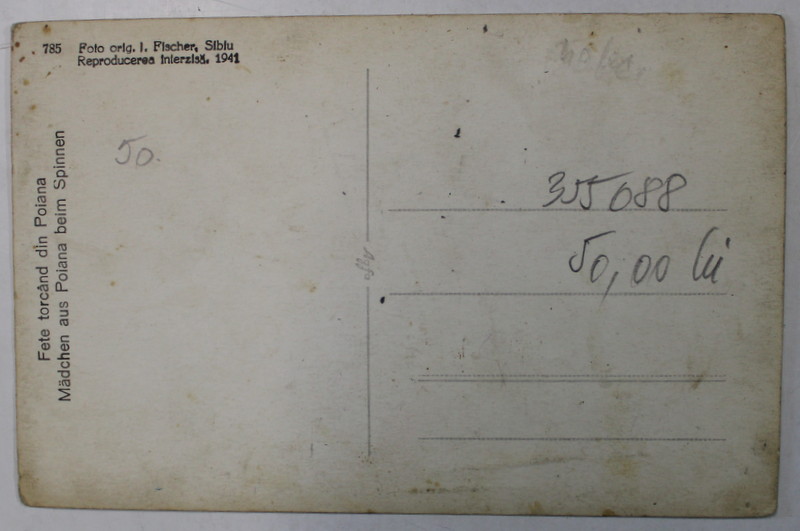 785 Foto orig. I. Fischer, Sibiu
Reproducerea interzisă. 1941
Fete torcând din Poiana
Mädchen aus Poiana beim Spinnen
50.
355088
50,00 lei